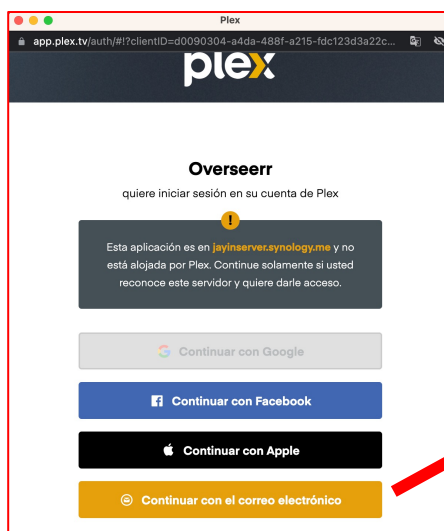 Plex
app.plex.tv/auth/#!?clientID=d0090304-a4da-488f-a215-fdc123d3a22c...
plex
Overseerr
quiere iniciar sesión en su cuenta de Plex
!
Esta aplicación es en jayinserver.synology.me y no
está alojada por Plex. Continue solamente si usted
reconoce este servidor y quiere darle acceso.
Continuar con Google
Continuar con Facebook
Continuar con Apple
Continuar con el correo electrónico